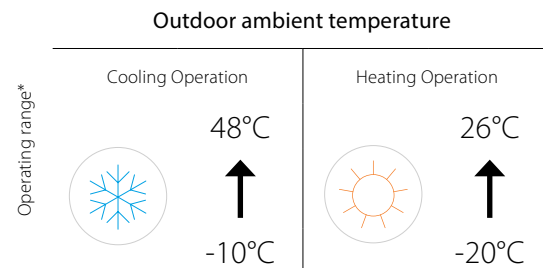 Outdoor ambient temperature
Operating range*
Cooling Operation
Heating Operation
48°C
26°C
-10°C
-20°C